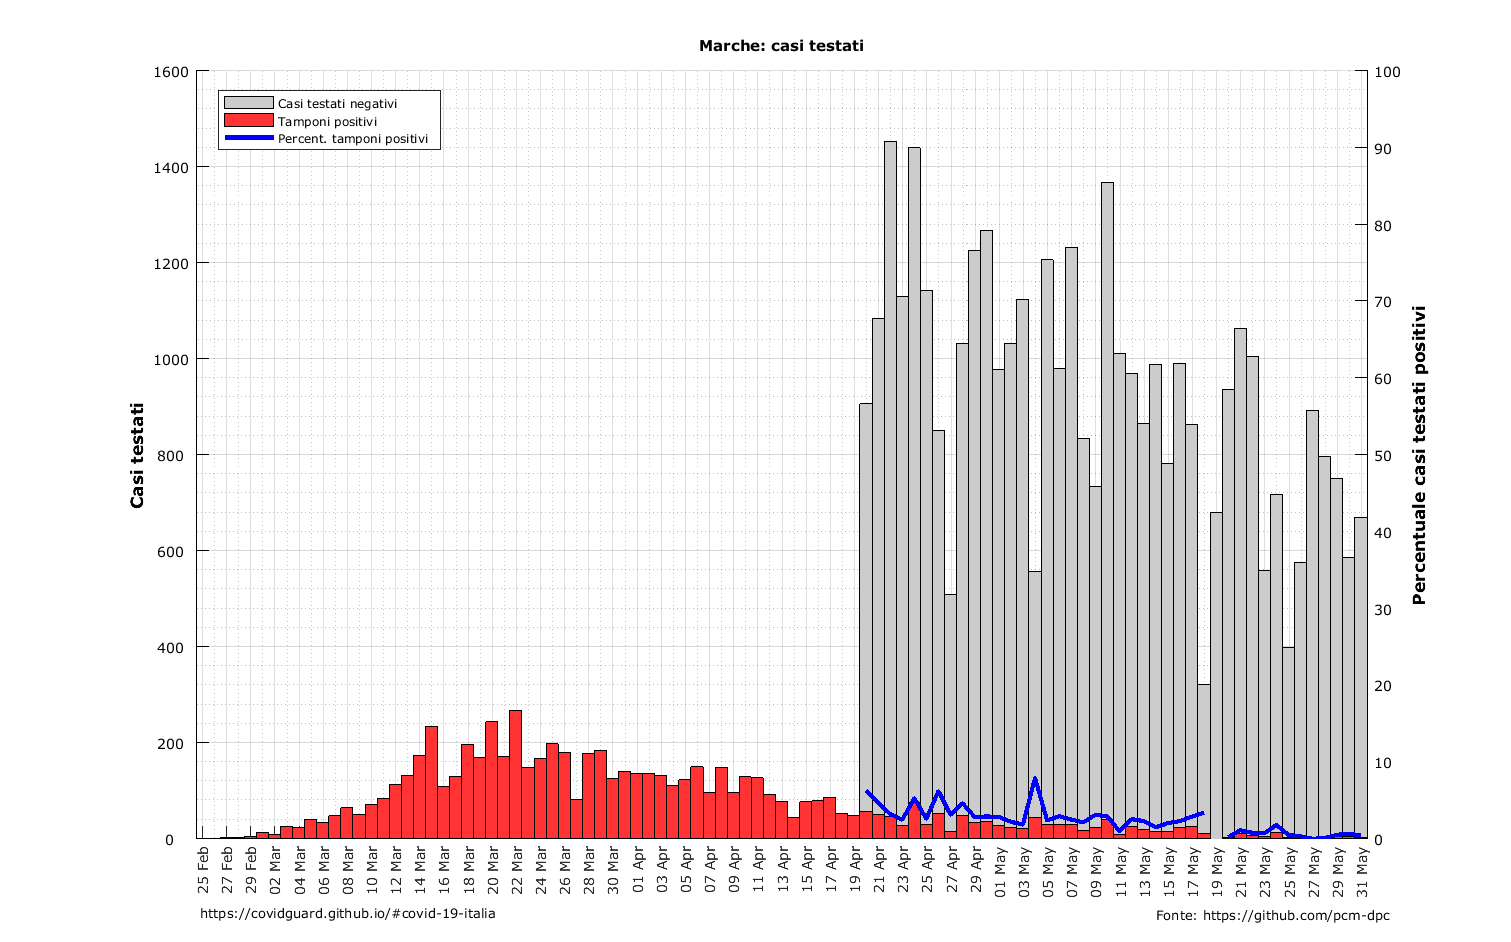 Marche: casi testati
1600
1400
1200
1000
800
600
400
200
0
100
90
80
70
60
50
40
30
20
10
0
Casi testati negativi
Tamponi positivi
Percent. tamponi positivi
Casi testati
Percentuale casi testati positivi
25 Feb
27 Feb
29 Feb
02 Mar
04 Mar
06 Mar
08 Mar
10 Mar
12 Mar
14 Mar
16 Mar
18 Mar
20 Mar
22 Mar
24 Mar
26 Mar
28 Mar
30 Mar
01 Apr
03 Apr
05 Apr
07 Apr
09 Apr
11 Apr
13 Apr
15 Apr
17 Apr
19 Apr
21 Apr
23 Apr
25 Apr
27 Apr
29 Apr
01 May
03 May
05 May
07 May
09 May
11 May
13 May
15 May
17 May
19 May
21 May
23 May
25 May
27 May
29 May
31 May
https://covidguard.github.io/#covid-19-italia
Fonte: https://github.com/pcm-dpc